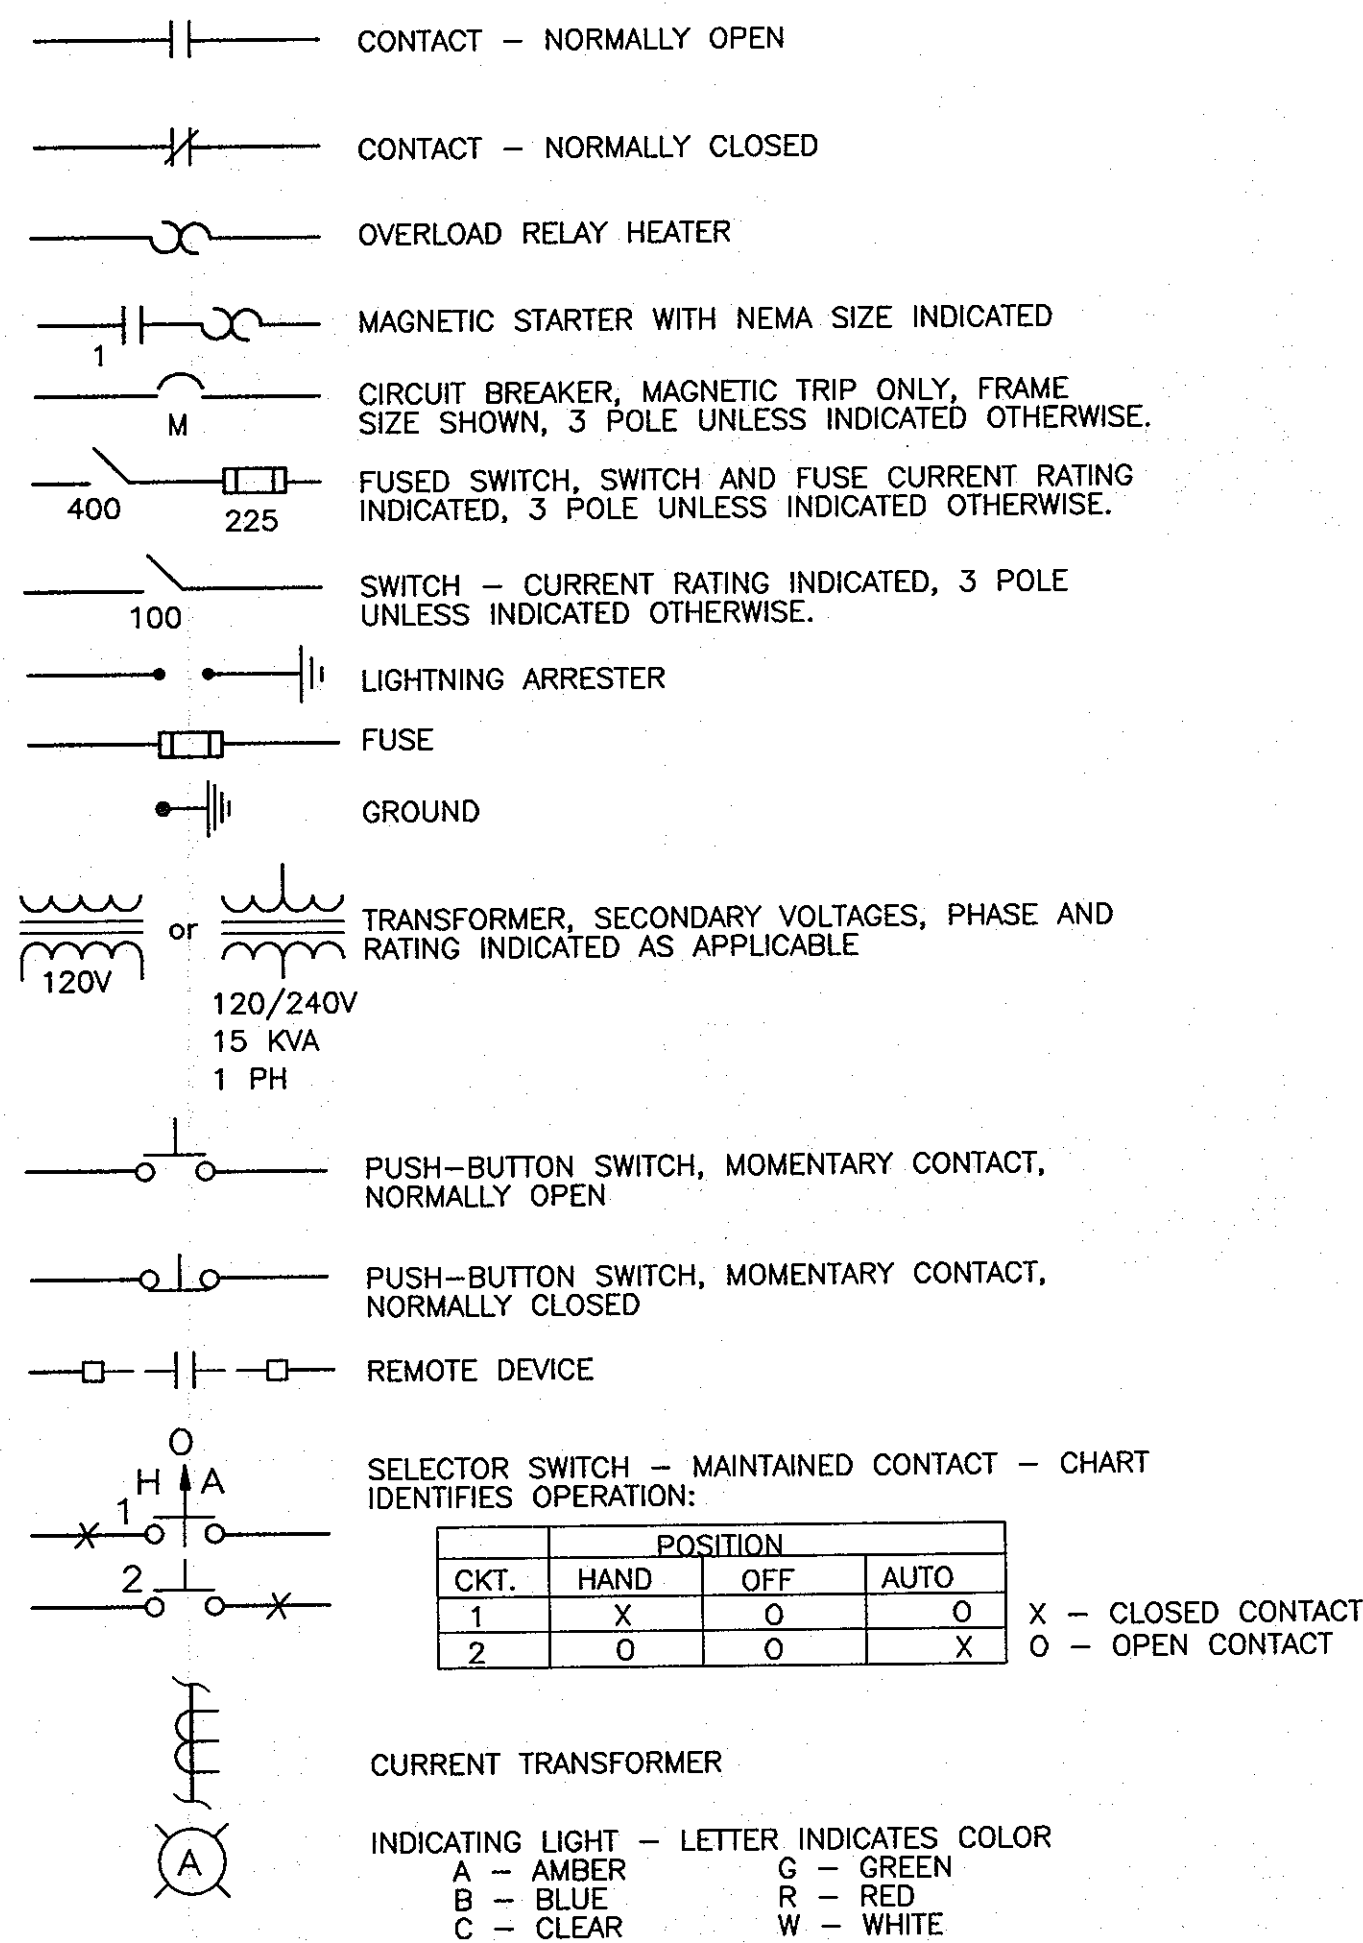 CONTACT – NORMALLY OPEN
CONTACT – NORMALLY CLOSED
OVERLOAD RELAY HEATER
MAGNETIC STARTER WITH NEMA SIZE INDICATED
1
CIRCUIT BREAKER, MAGNETIC TRIP ONLY, FRAME
SIZE SHOWN, 3 POLE UNLESS INDICATED OTHERWISE.
M
FUSED SWITCH, SWITCH AND FUSE CURRENT RATING
INDICATED, 3 POLE UNLESS INDICATED OTHERWISE.
400
225
SWITCH – CURRENT RATING INDICATED, 3 POLE
UNLESS INDICATED OTHERWISE.
100
LIGHTNING ARRESTER
FUSE
GROUND
or
TRANSFORMER, SECONDARY VOLTAGES, PHASE AND
RATING INDICATED AS APPLICABLE
120V
120/240V
15 KVA
1 PH
PUSH–BUTTON SWITCH, MOMENTARY CONTACT,
NORMALLY OPEN
PUSH–BUTTON SWITCH, MOMENTARY CONTACT,
NORMALLY CLOSED
REMOTE DEVICE
O
H A
1
2
SELECTOR SWITCH – MAINTAINED CONTACT – CHART
IDENTIFIES OPERATION:
POSITION
CKT. HAND OFF AUTO
1 X O O
2 O O X
X – CLOSED CONTACT
O – OPEN CONTACT
CURRENT TRANSFORMER
A
INDICATING LIGHT – LETTER INDICATES COLOR
A – AMBER G – GREEN
B – BLUE R – RED
C – CLEAR W – WHITE